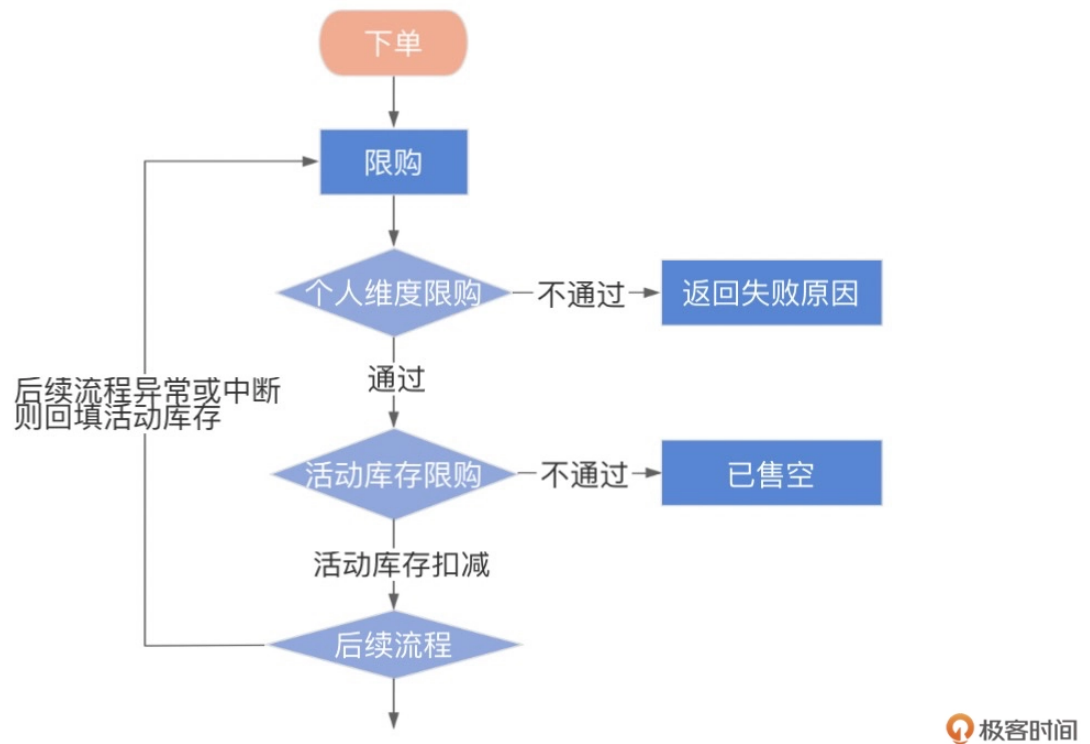 下单
限购
个人维度限购
不通过
返回失败原因
通过
后续流程异常或中断
则回填活动库存
活动库存限购
不通过
已售空
活动库存扣减
后续流程
极客时间